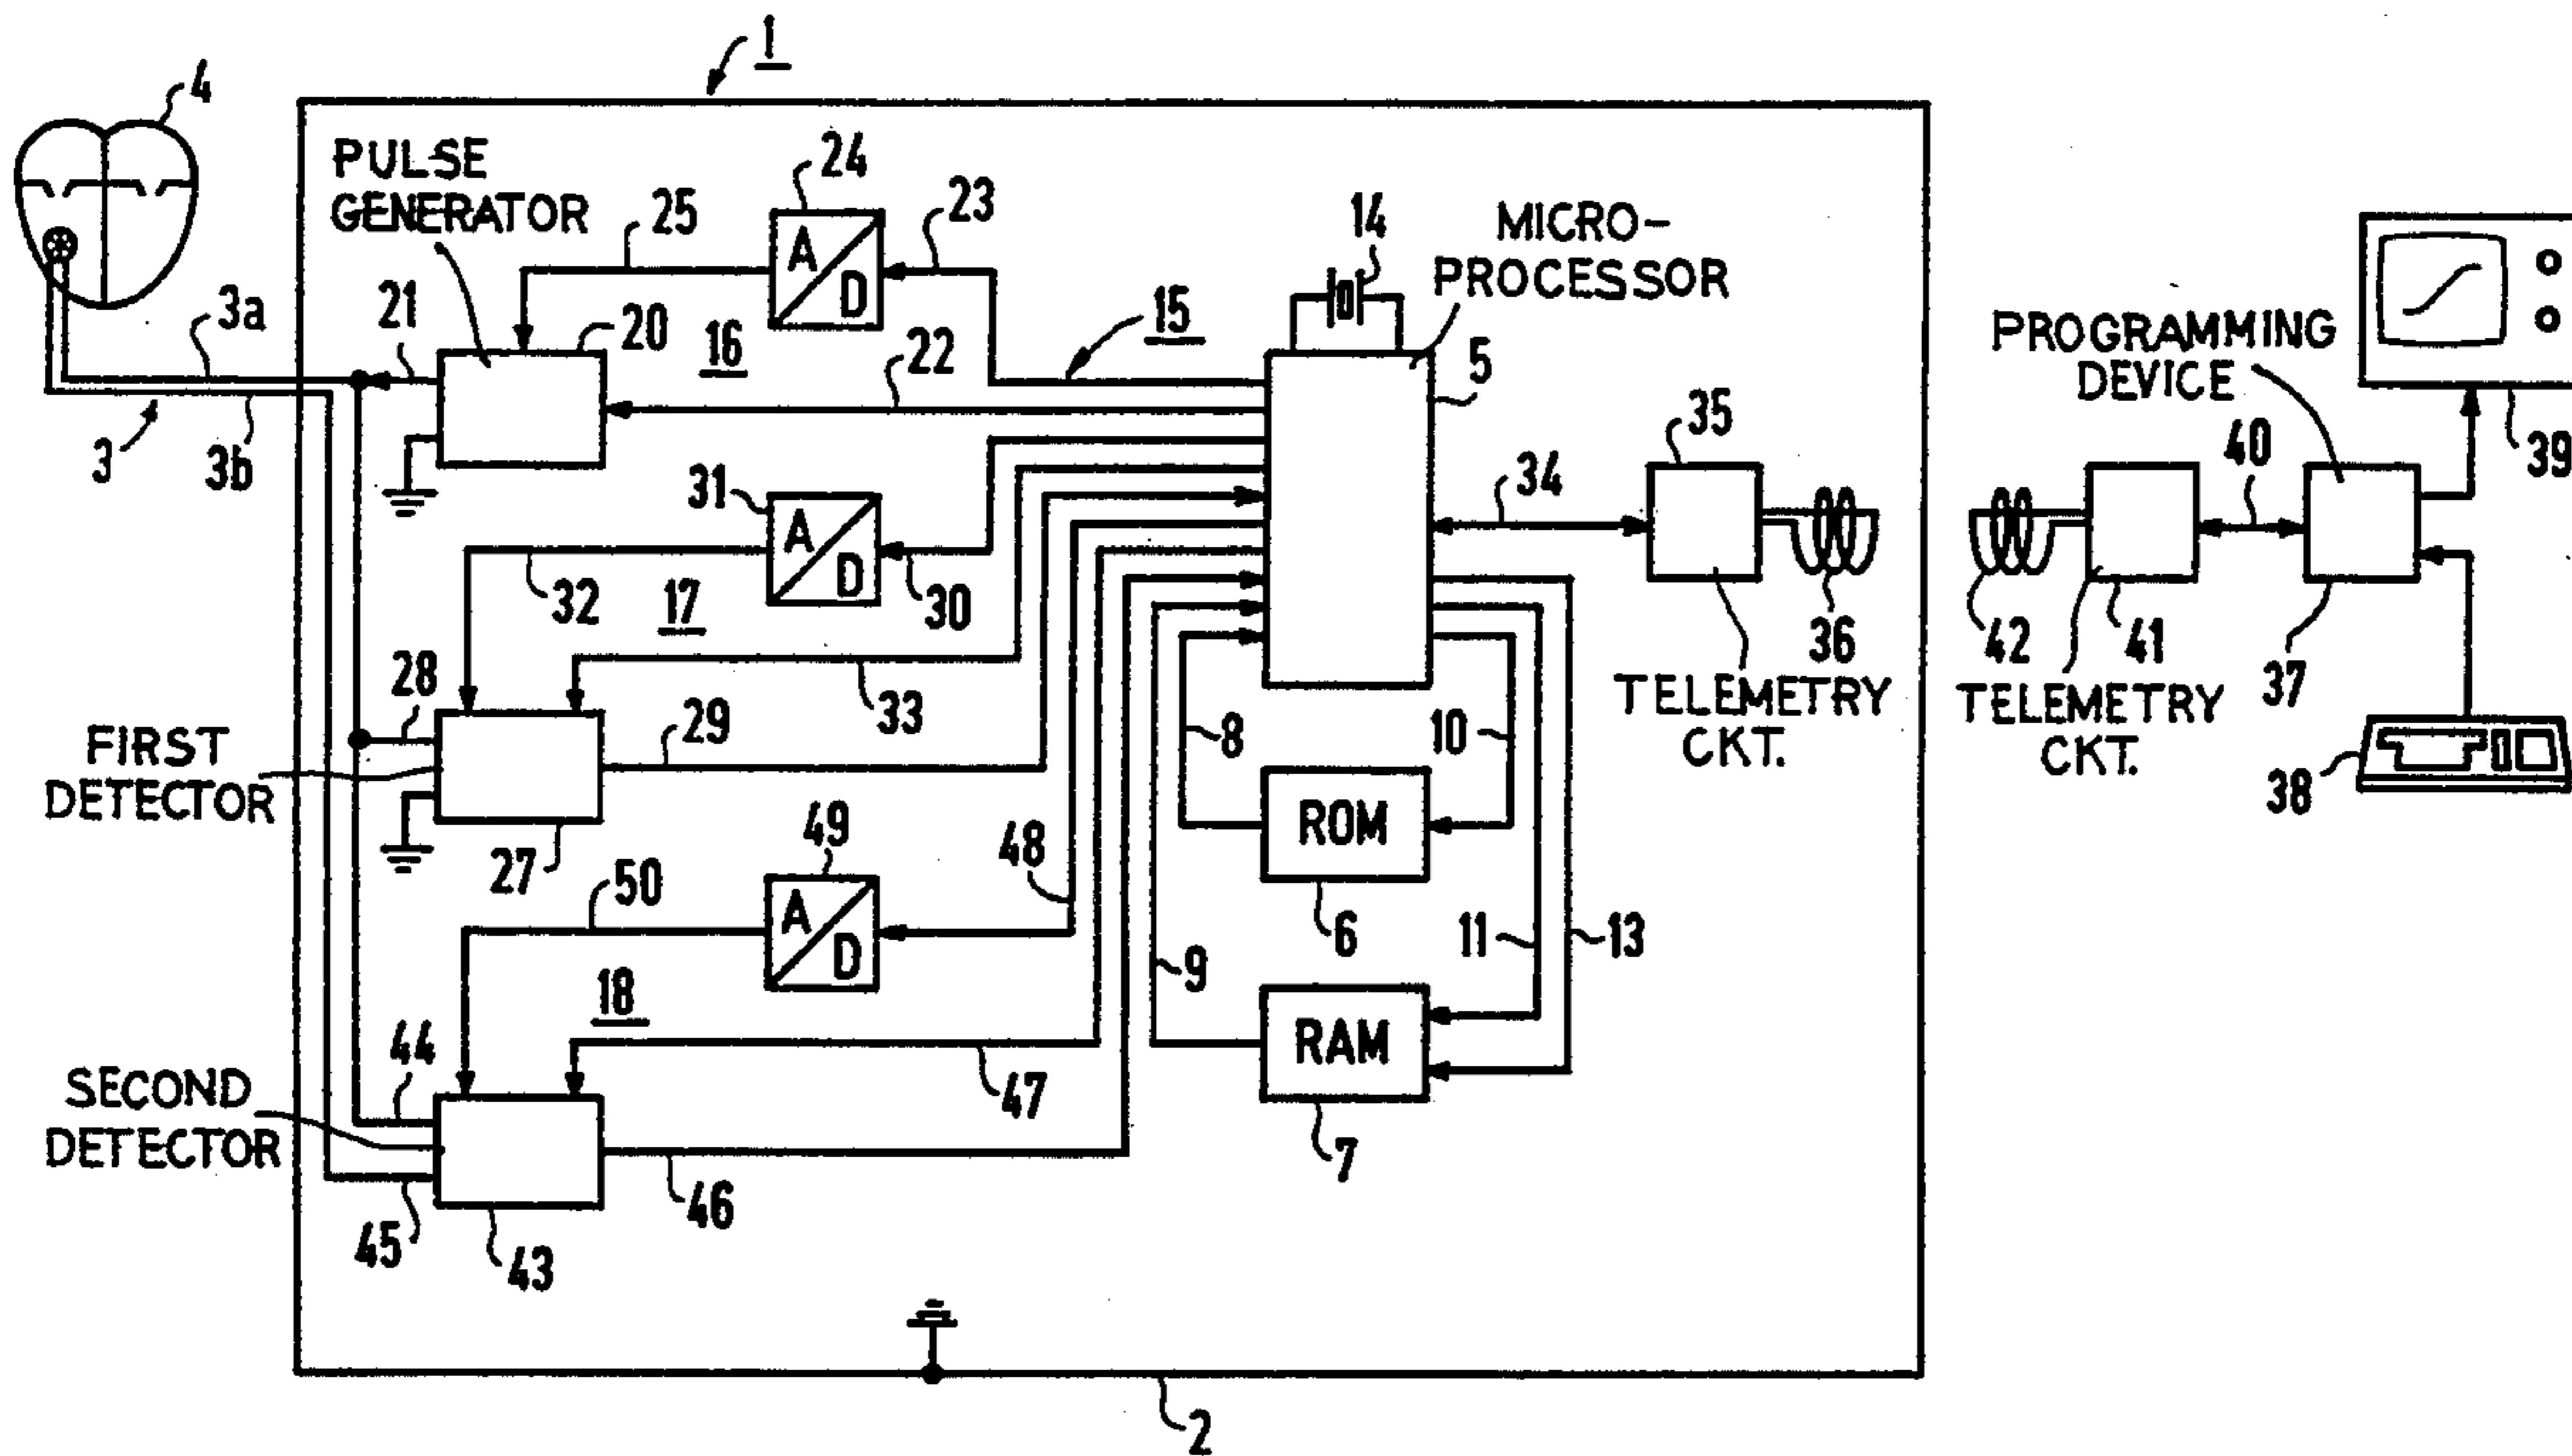 1
4
PULSE
GENERATOR
24
25
23
14
MICRO-
PROCESSOR
3a
21
20
16
15
22
5
PROGRAMMING
DEVICE
3
3b
31
35
34
40
39
A
D
A
D
32
17
30
36
42
41
37
28
33
TELEMETRY
CKT.
TELEMETRY
CKT.
FIRST
DETECTOR
29
8
10
38
27
49
48
ROM
50
A
D
6
11
13
9
18
44
RAM
SECOND
DETECTOR
47
7
46
45
43
2